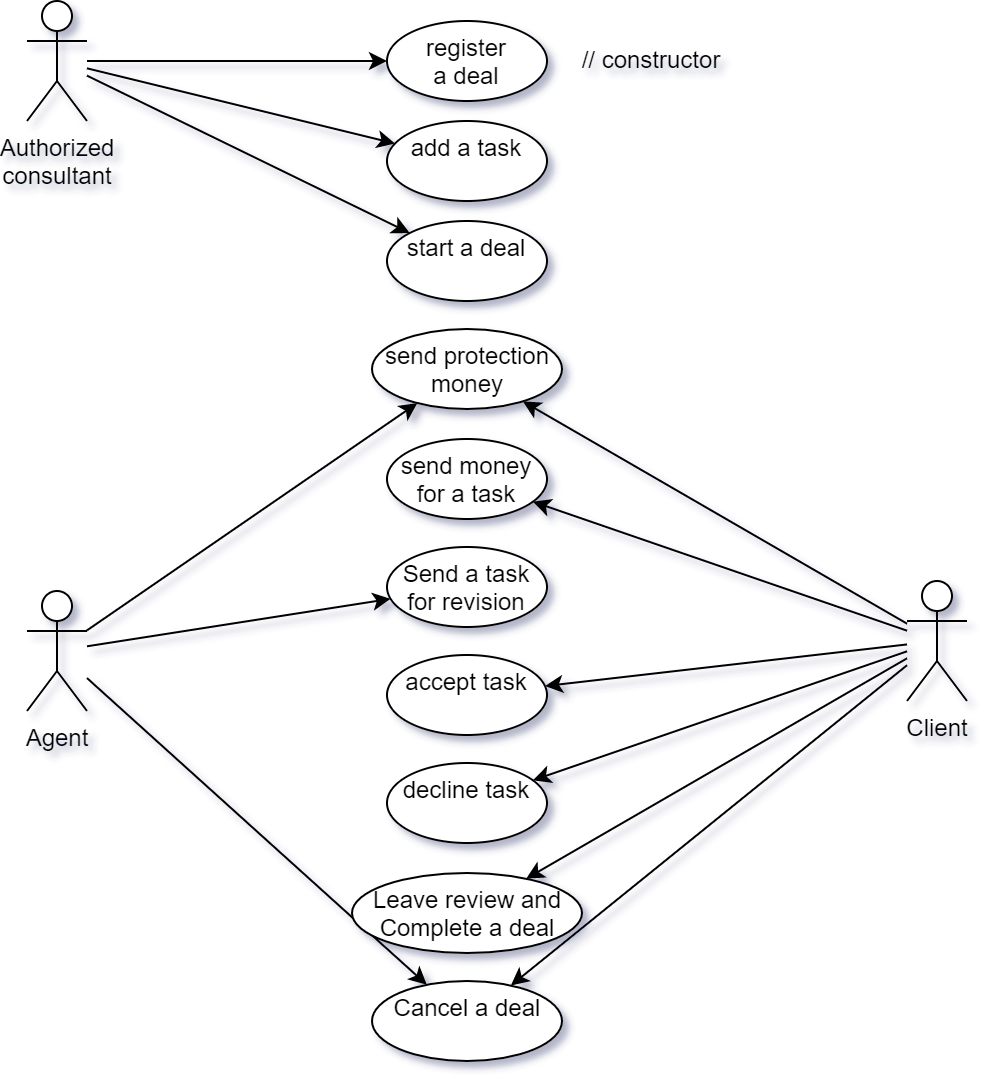 register
a deal
// constructor
Authorized
consultant
add a task
start a deal
send protection
money
send money
for a task
Send a task
for revision
accept task
Agent
Client
decline task
Leave review and
Complete a deal
Cancel a deal